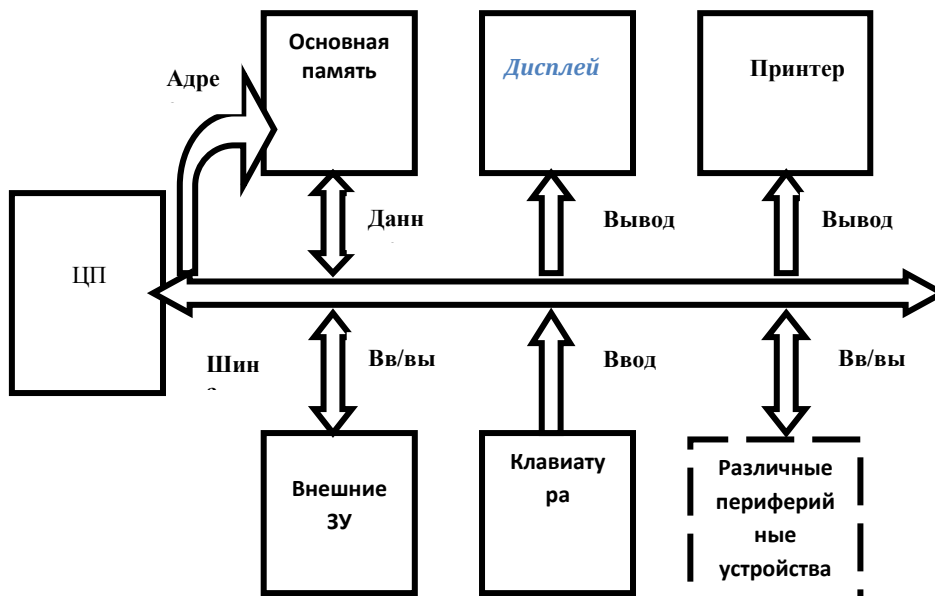 Основная
память
Дисплей
Принтер
Адре
Данн
Вывод
Вывод
ЦП
Шин
Вв/вы
Ввод
Вв/вы
Внешние
ЗУ
Клавиату
ра
Различные
периферий
ные
устройства